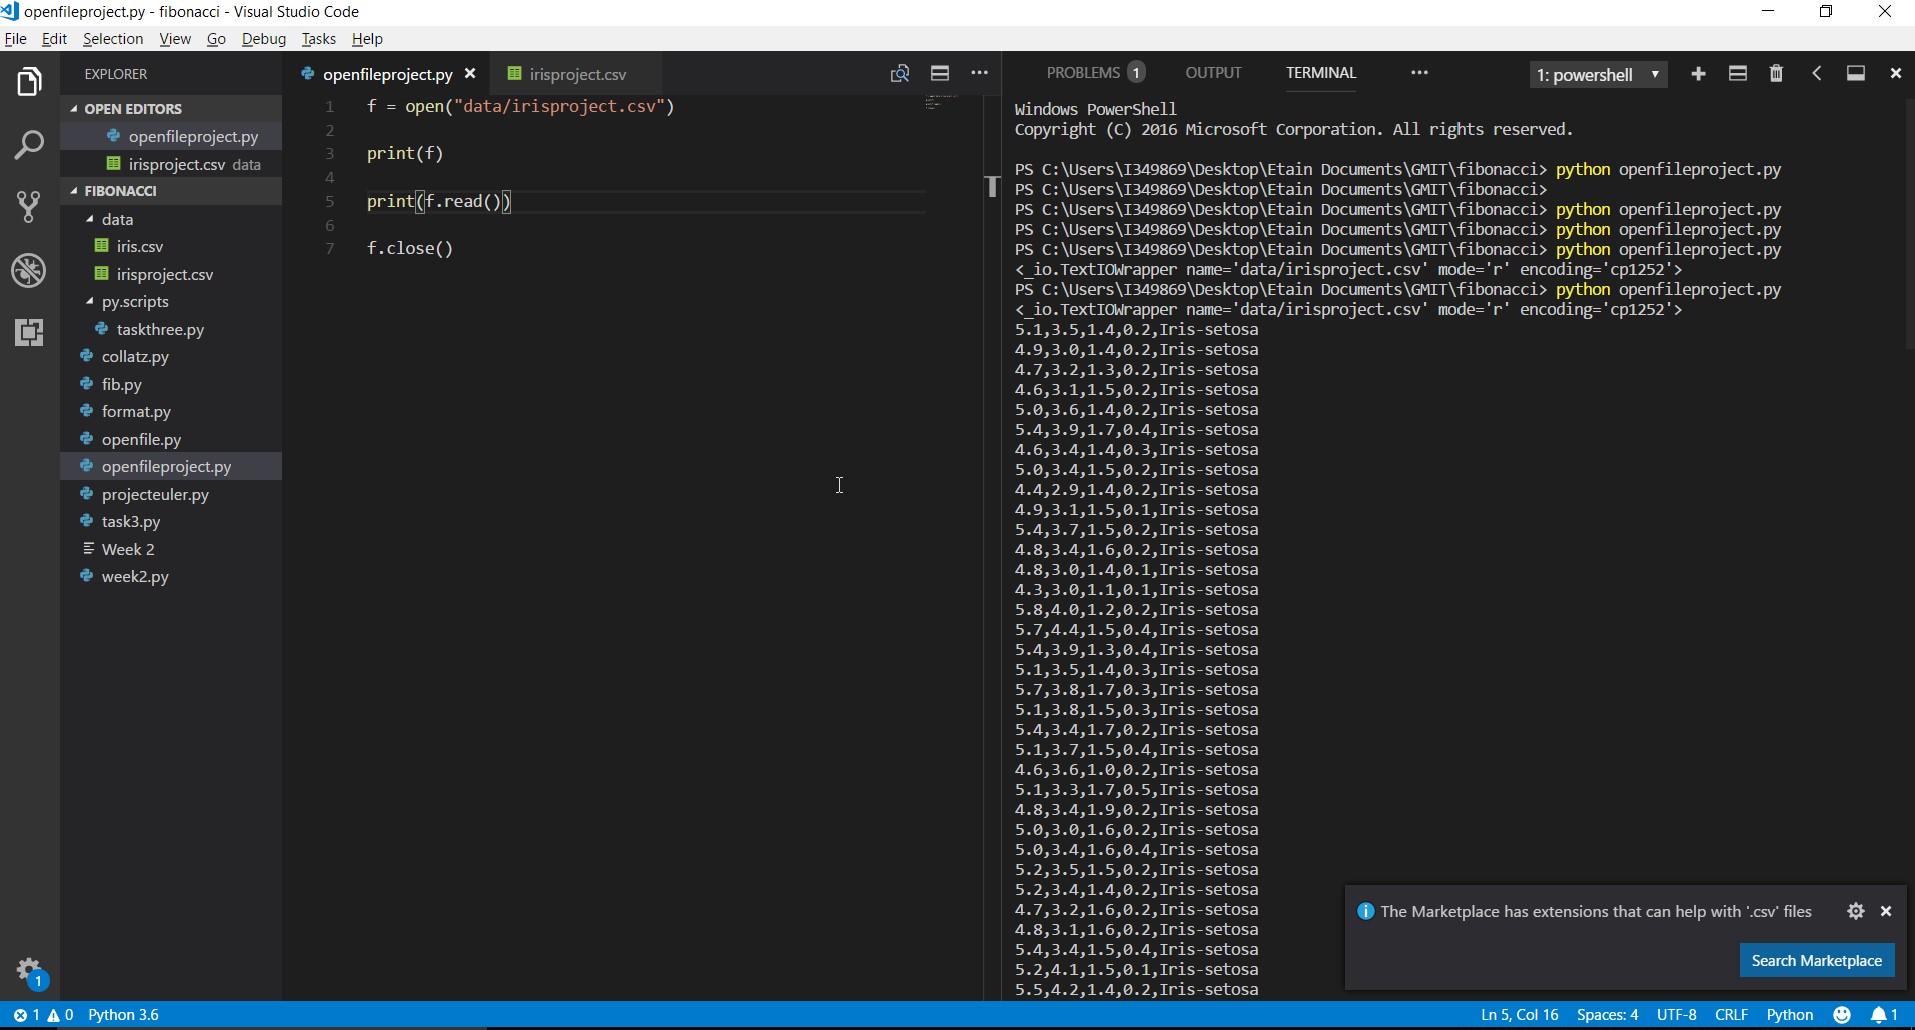 openfileproject.py - fibonacci - Visual Studio Code
File Edit Selection View Go Debug Tasks Help
EXPLORER
OPEN EDITORS
openfileproject.py
irisproject.csv data
FIBONACCI
data
iris.csv
irisproject.csv
py.scripts
taskthree.py
collatz.py
fib.py
format.py
openfile.py
openfileproject.py
projecteuler.py
task3.py
Week 2
week2.py
1
openfileproject.py
irisproject.csv
1 f = open("data/irisproject.csv")
2
3 print(f)
4
5 print(f.read())
6
7 f.close()
PROBLEMS 1 OUTPUT TERMINAL ··· 1: powershell
Windows PowerShell
Copyright (C) 2016 Microsoft Corporation. All rights reserved.
PS C:\Users\I349869\Desktop\Etain Documents\GMIT\fibonacci> python openfileproject.py
PS C:\Users\I349869\Desktop\Etain Documents\GMIT\fibonacci>
PS C:\Users\I349869\Desktop\Etain Documents\GMIT\fibonacci> python openfileproject.py
PS C:\Users\I349869\Desktop\Etain Documents\GMIT\fibonacci> python openfileproject.py
PS C:\Users\I349869\Desktop\Etain Documents\GMIT\fibonacci> python openfileproject.py
<_io.TextIOWrapper name='data/irisproject.csv' mode='r' encoding='cp1252'>
PS C:\Users\I349869\Desktop\Etain Documents\GMIT\fibonacci> python openfileproject.py
<_io.TextIOWrapper name='data/irisproject.csv' mode='r' encoding='cp1252'>
5.1,3.5,1.4,0.2,Iris-setosa
4.9,3.0,1.4,0.2,Iris-setosa
4.7,3.2,1.3,0.2,Iris-setosa
4.6,3.1,1.5,0.2,Iris-setosa
5.0,3.6,1.4,0.2,Iris-setosa
5.4,3.9,1.7,0.4,Iris-setosa
4.6,3.4,1.4,0.3,Iris-setosa
5.0,3.4,1.5,0.2,Iris-setosa
4.4,2.9,1.4,0.2,Iris-setosa
4.9,3.1,1.5,0.1,Iris-setosa
5.4,3.7,1.5,0.2,Iris-setosa
4.8,3.4,1.6,0.2,Iris-setosa
4.8,3.0,1.4,0.1,Iris-setosa
4.3,3.0,1.1,0.1,Iris-setosa
5.8,4.0,1.2,0.2,Iris-setosa
5.7,4.4,1.5,0.4,Iris-setosa
5.4,3.9,1.3,0.4,Iris-setosa
5.1,3.5,1.4,0.3,Iris-setosa
5.7,3.8,1.7,0.3,Iris-setosa
5.1,3.8,1.5,0.3,Iris-setosa
5.4,3.4,1.7,0.2,Iris-setosa
5.1,3.7,1.5,0.4,Iris-setosa
4.6,3.6,1.0,0.2,Iris-setosa
5.1,3.3,1.7,0.5,Iris-setosa
4.8,3.4,1.9,0.2,Iris-setosa
5.0,3.0,1.6,0.2,Iris-setosa
5.0,3.4,1.6,0.4,Iris-setosa
5.2,3.5,1.5,0.2,Iris-setosa
5.2,3.4,1.4,0.2,Iris-setosa
4.7,3.2,1.6,0.2,Iris-setosa
4.8,3.1,1.6,0.2,Iris-setosa
5.4,3.4,1.5,0.4,Iris-setosa
5.2,4.1,1.5,0.1,Iris-setosa
5.5,4.2,1.4,0.2,Iris-setosa
The Marketplace has extensions that can help with '.csv' files
Search Marketplace
1 0 Python 3.6 Ln 5, Col 16 Spaces: 4 UTF-8 CRLF Python 1